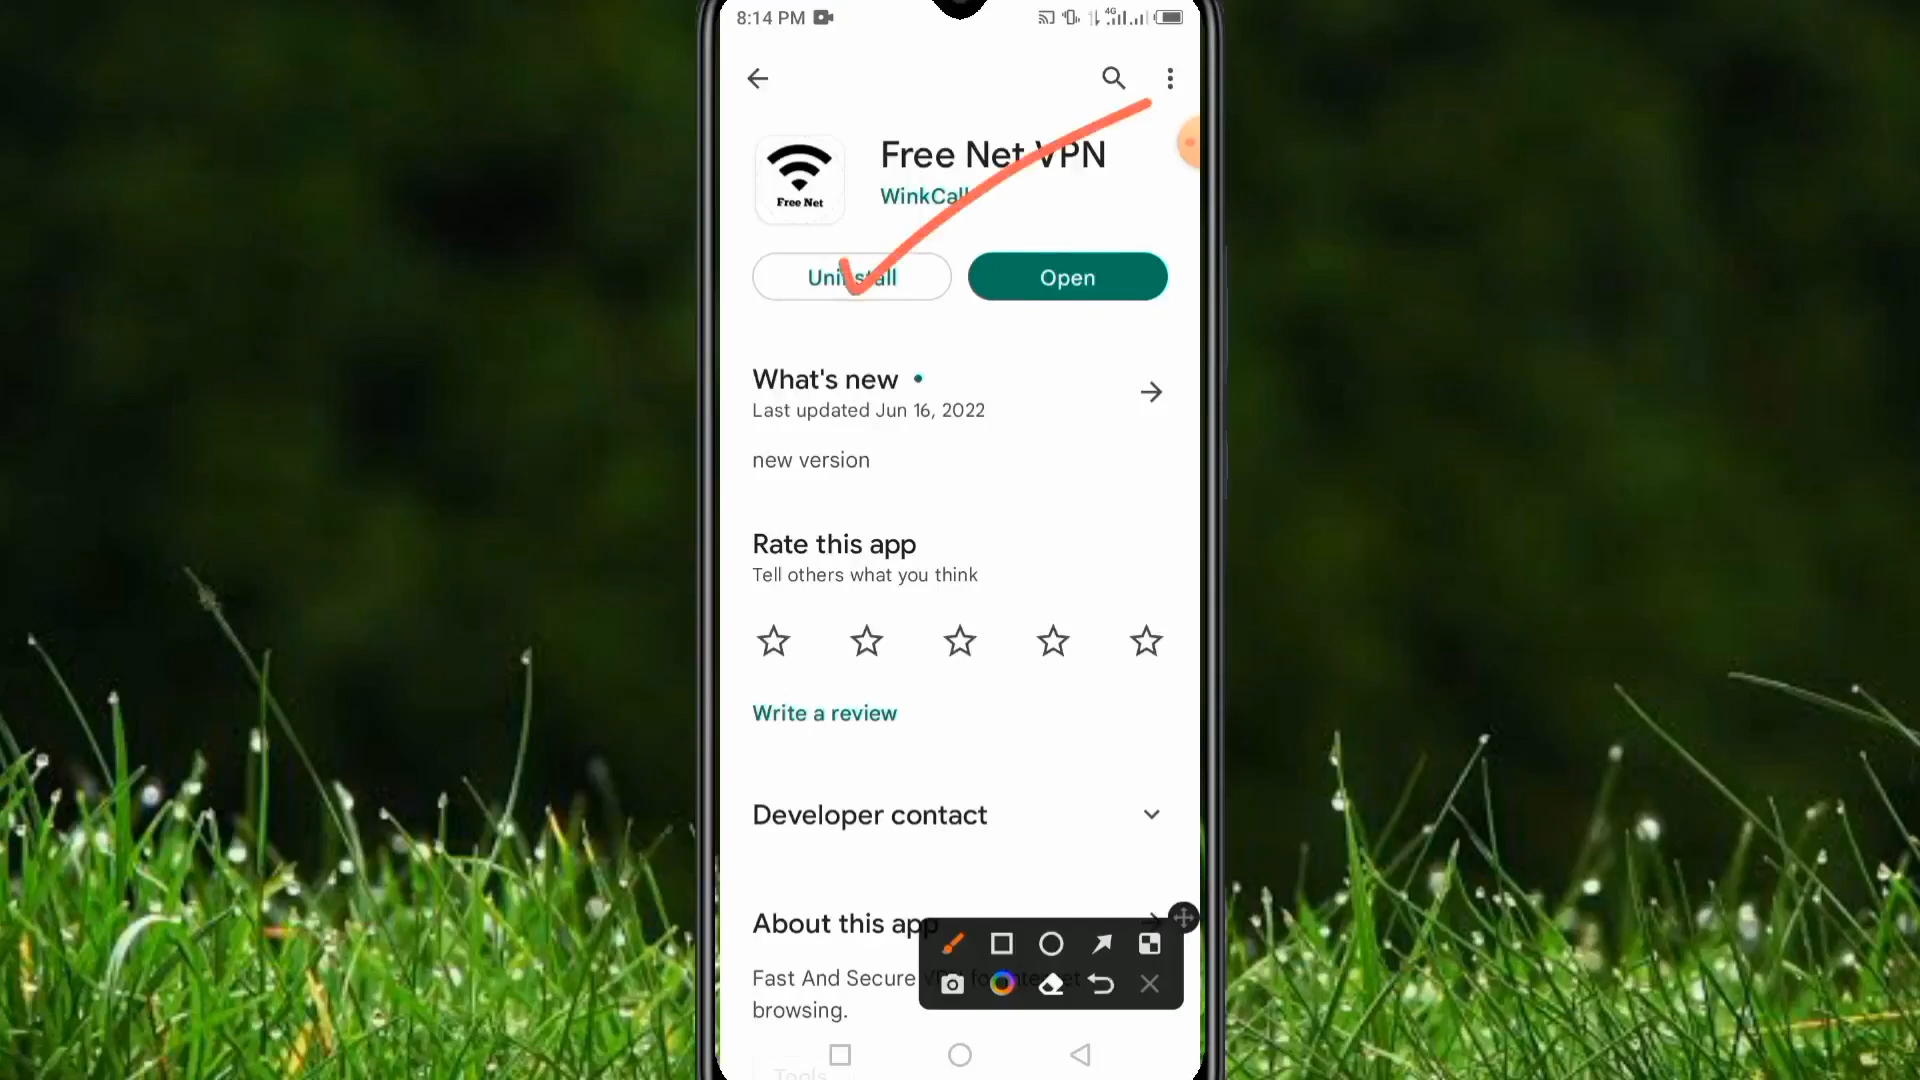 8:14 PM
4G
Free Net VPN
WinkCall
Free Net
Uninstall
Open
What's new
Last updated Jun 16, 2022
new version
Rate this app
Tell others what you think
Write a review
Developer contact
About this app
Fast And Secure VPN for internet
browsing.
Tools